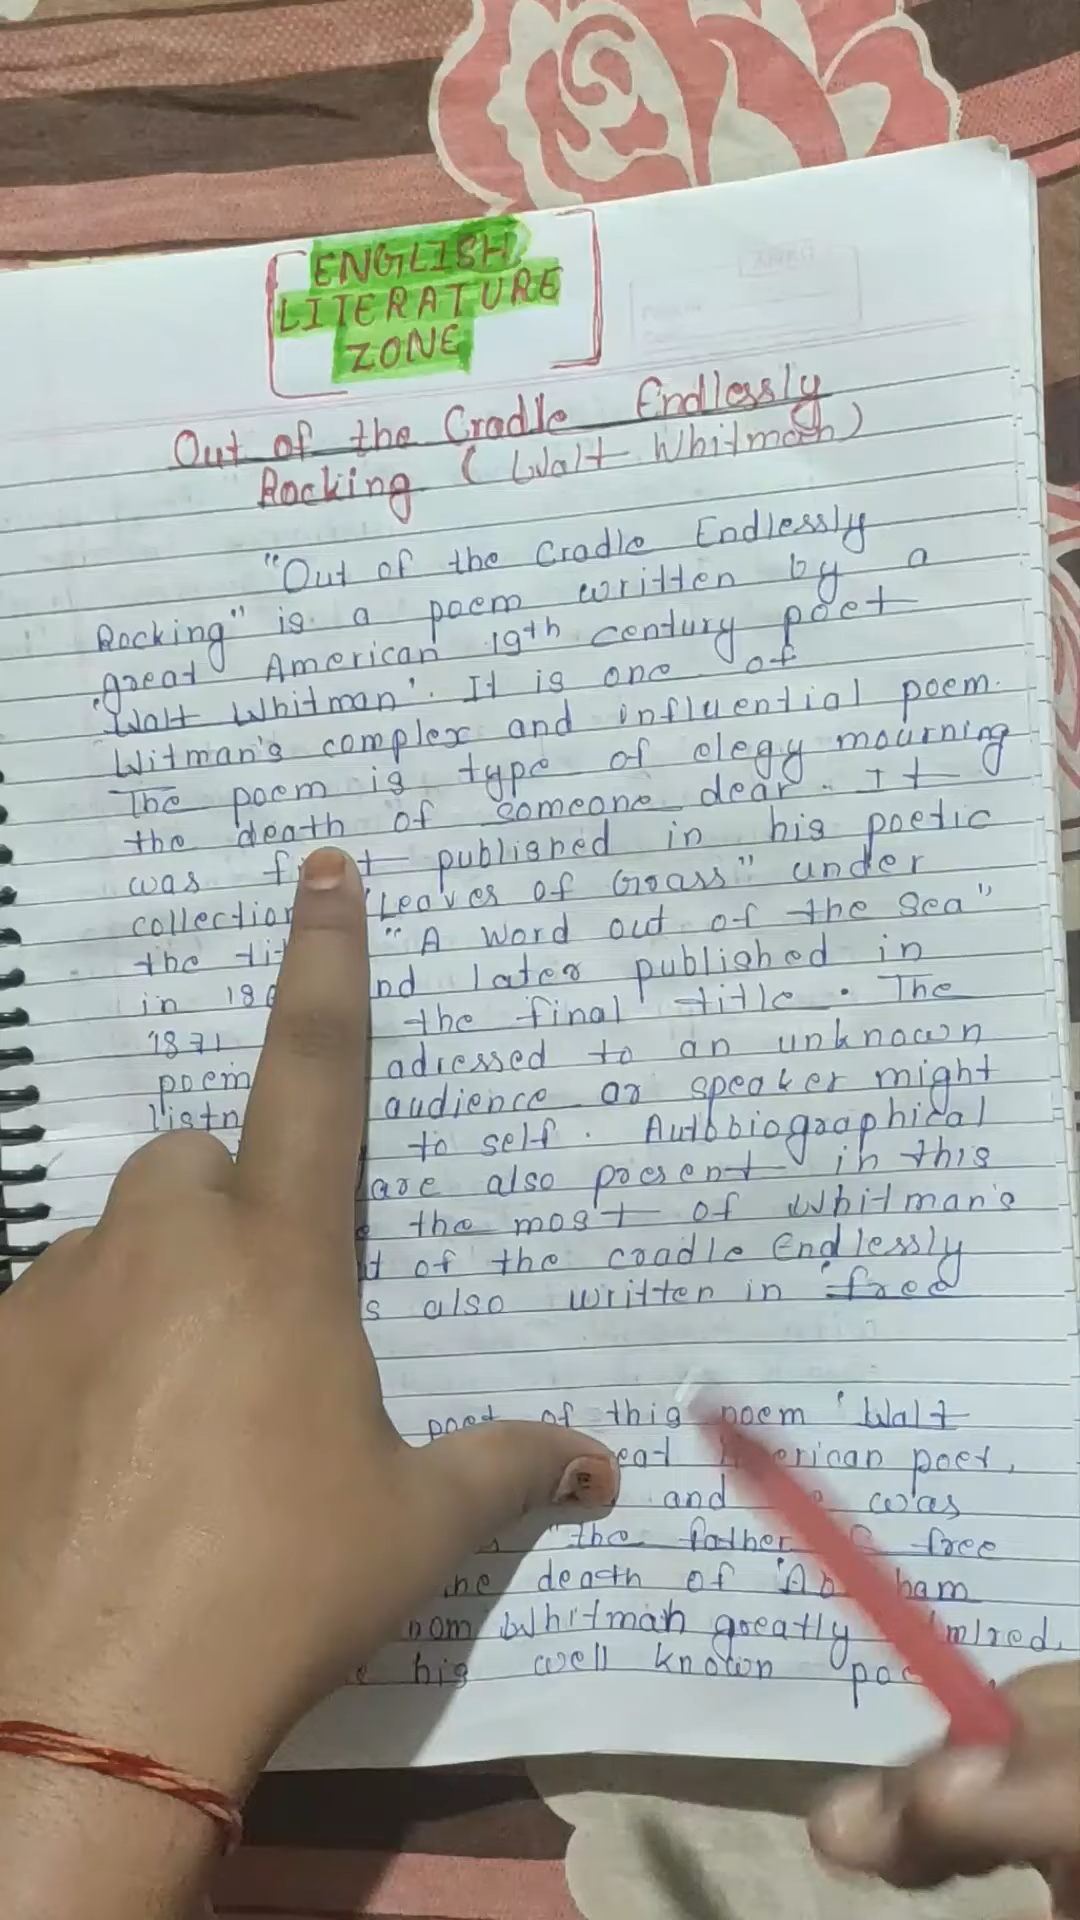 ENGLISH
LITERATURE
ZONE
Out of the Cradle Endlessly
Rocking (Walt Whitman)
"Out of the Cradle Endlessly
Rocking" is a poem written by a
great American 19th century poet
'Walt Whitman'. It is one of
Witman's complex and influential poem.
The poem is type of elegy mourning
the death of someone dear. It
was published in his poetic
collection "Leaves of Grass" under
the "A Word out of the Sea"
in later published in
1871 the final title. The
poem adressed to an unknown
audience or speaker might
to self. Autobiographical
are also present in this
the most of Whitman's
of the cradle Endlessly
also written in 'free
poet of this poem 'Walt
American poet,
and was
the father free
death of
Whitman greatly
his well known